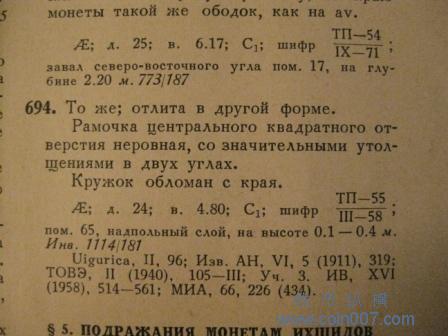 монеты такой же ободок, как на av.
Æ; д. 25; в. 6.17; C₁; шифр ТП—54 / IX—71 ;
завал северо-восточного угла пом. 17, на глу-
бине 2.20 м. 773/187
694. То же; отлита в другой форме.
Рамочка центрального квадратного от-
верстия неровная, со значительными утол-
щениями в двух углах.
Кружок обломан с края.
Æ; д. 24; в. 4.80; C₁; шифр ТП—55 / III—58 ;
пом. 65, надпольный слой, на высоте 0.1—0.4 м.
Инв. 1114/181
Uigurica, II, 96; Изв. АН, VI, 5 (1911), 319;
ТОВЭ, II (1940), 105—III; Уч. З. ИВ, XVI
(1958), 514—561; МИА, 66, 226 (434).
www.coin007.com
§ 5. ПОДРАЖАНИЯ МОНЕТАМ ИХШИДОВ